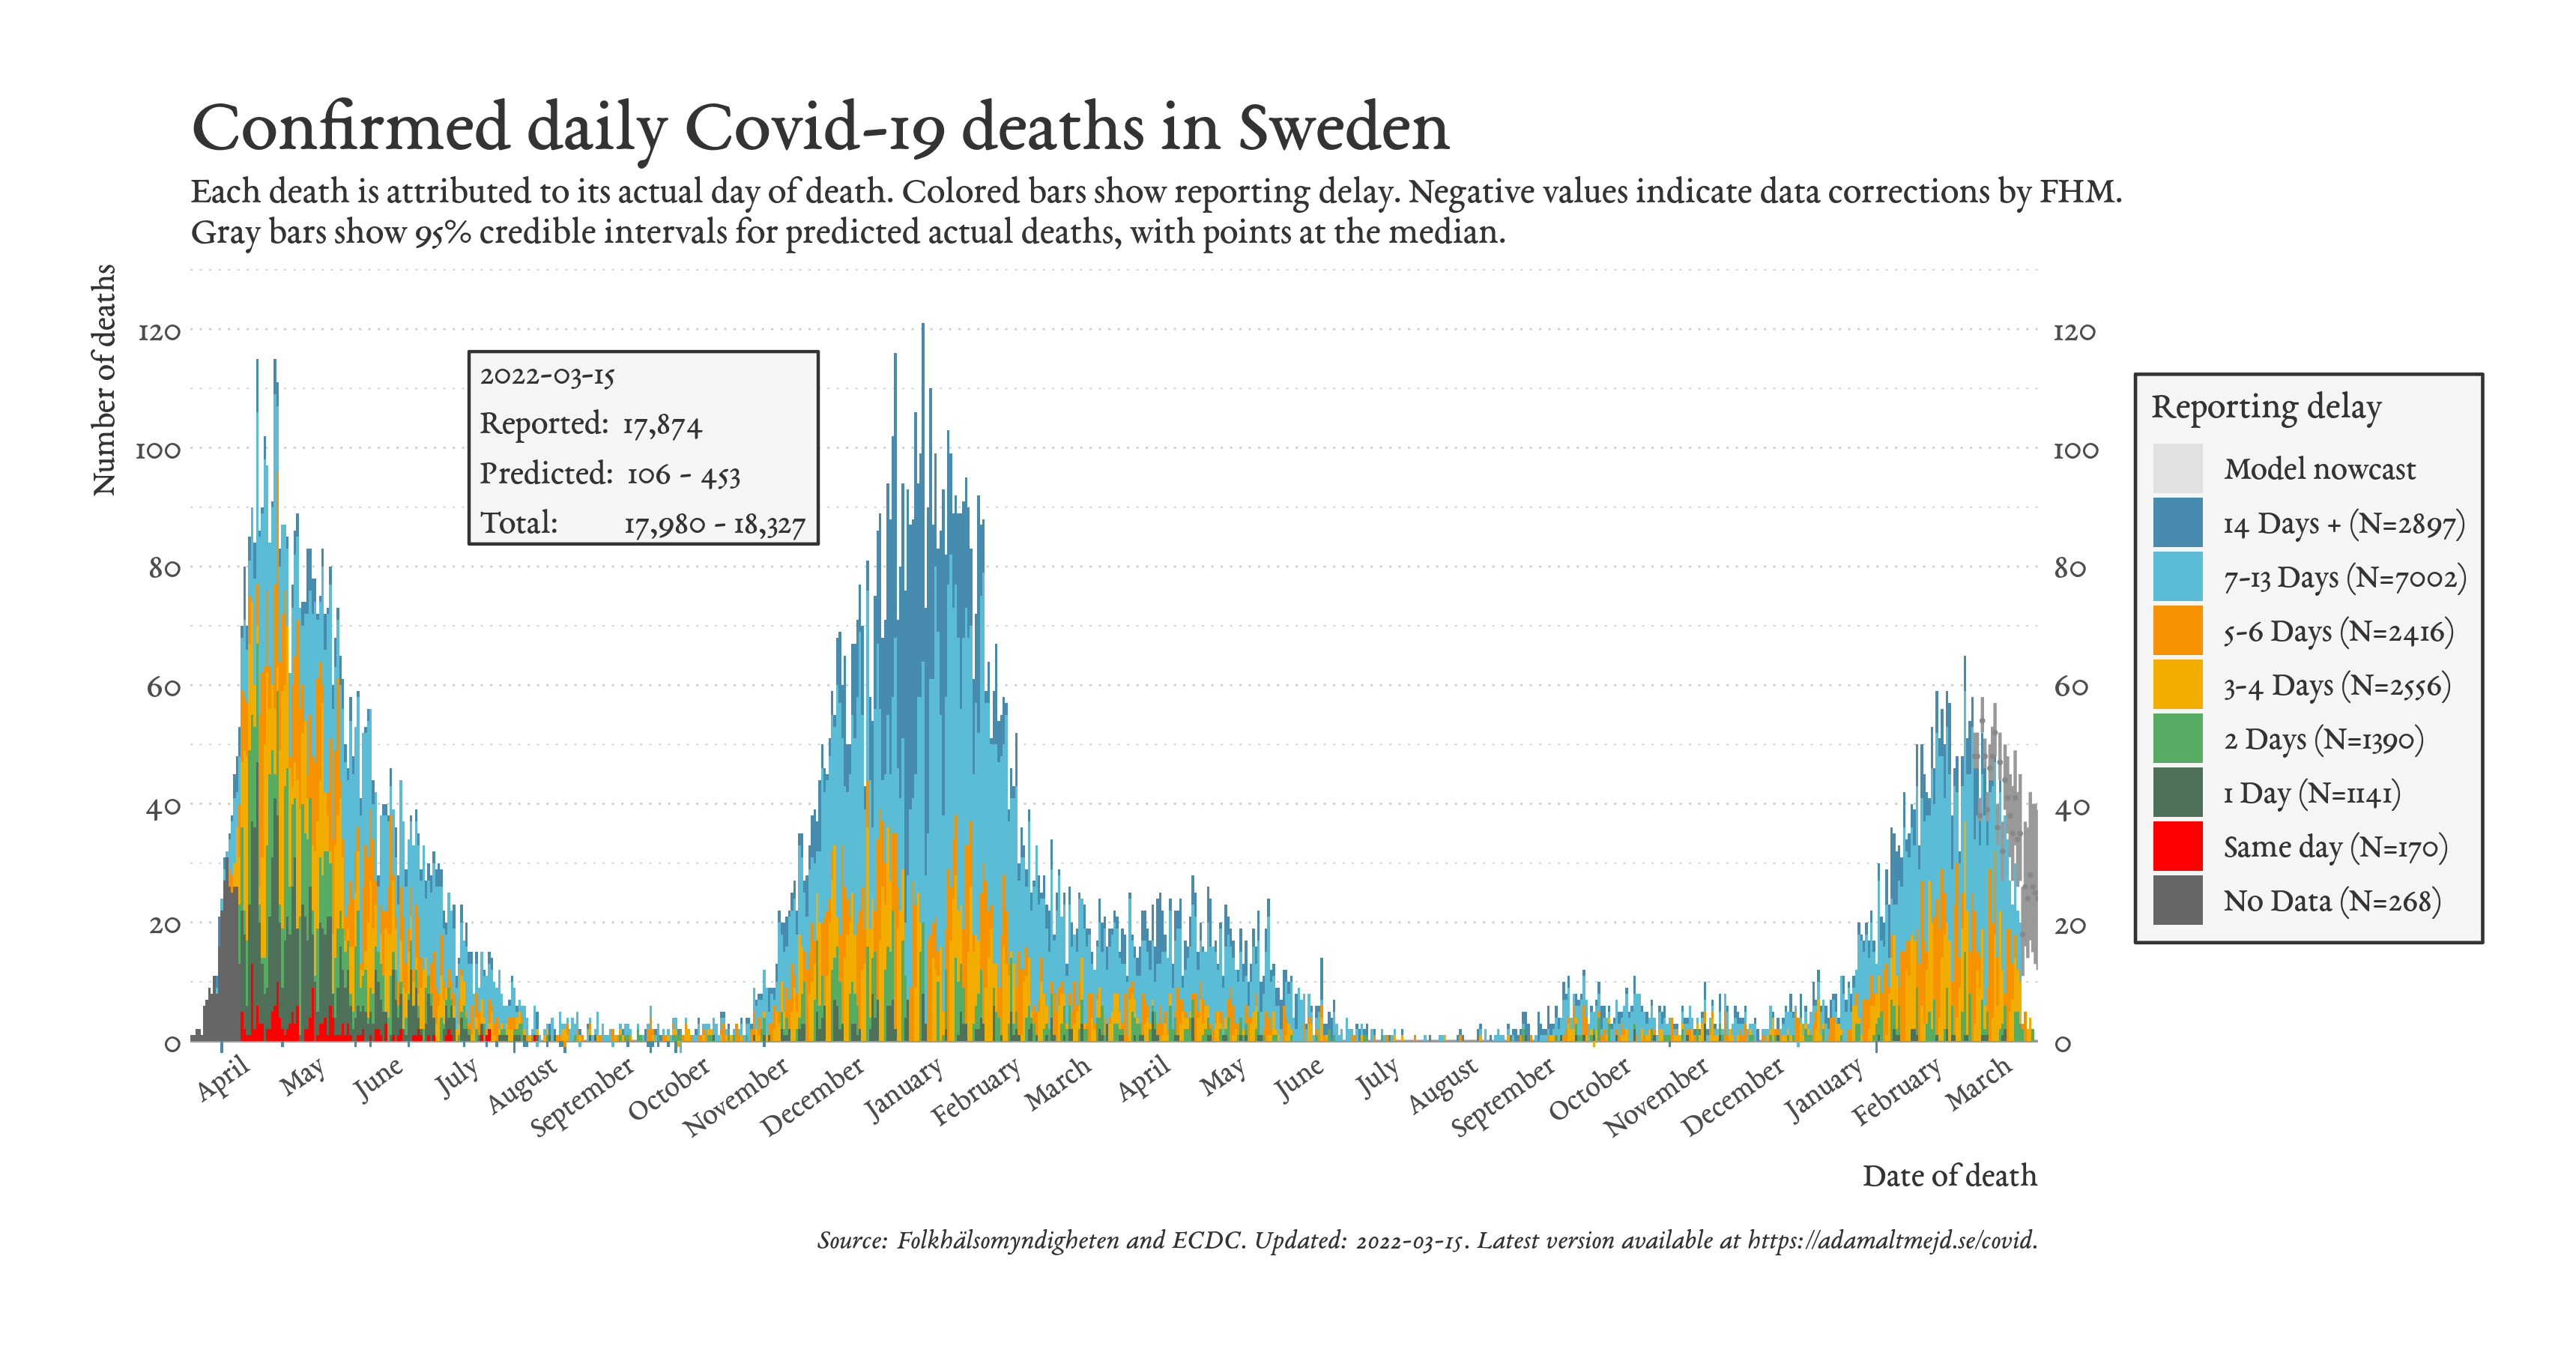 Confirmed daily Covid-19 deaths in Sweden
Each death is attributed to its actual day of death. Colored bars show reporting delay. Negative values indicate data corrections by FHM.
Gray bars show 95% credible intervals for predicted actual deaths, with points at the median.
Number of deaths
120
100
80
60
40
20
0
2022-03-15
Reported: 17,874
Predicted: 106 - 453
Total: 17,980 - 18,327
120
100
80
60
40
20
0
Reporting delay
Model nowcast
14 Days + (N=2897)
7-13 Days (N=7002)
5-6 Days (N=2416)
3-4 Days (N=2556)
2 Days (N=1390)
1 Day (N=1141)
Same day (N=170)
No Data (N=268)
April May June July August September October November December January February March April May June July August September October November December January February March
Date of death
Source: Folkhälsomyndigheten and ECDC. Updated: 2022-03-15. Latest version available at https://adamaltmejd.se/covid.